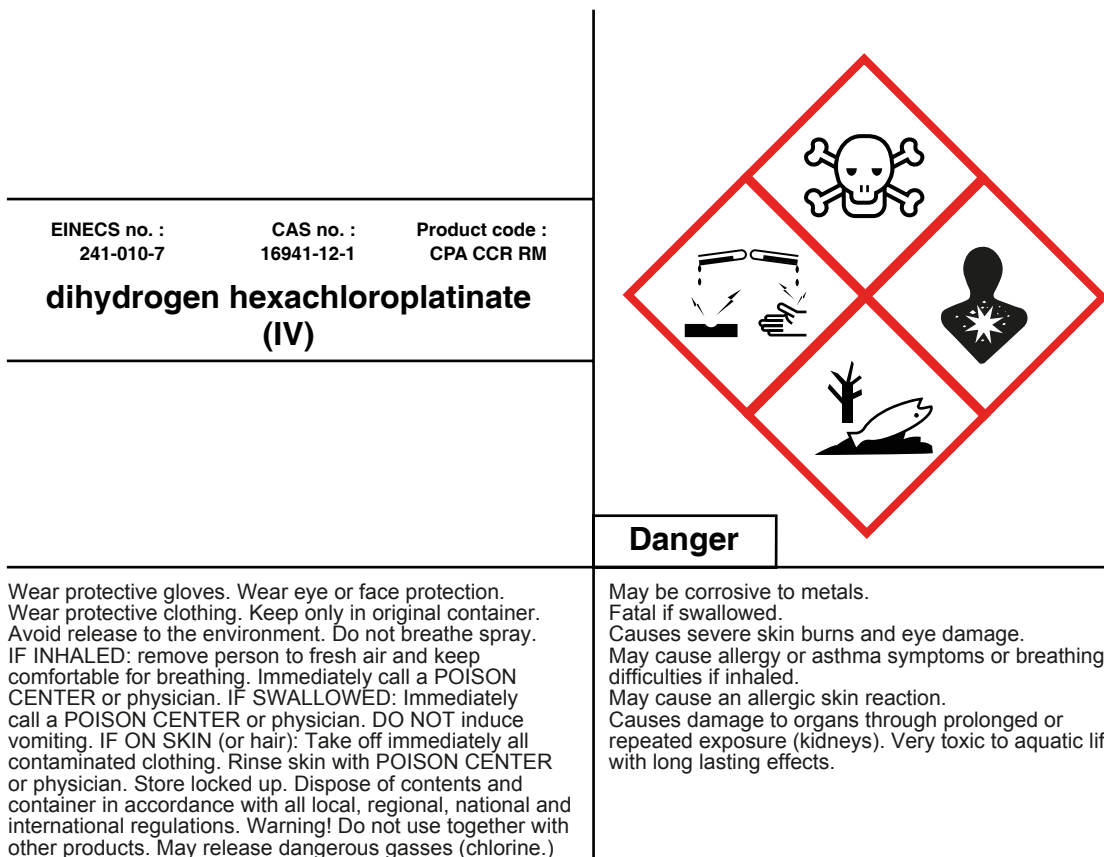 EINECS no. : CAS no. : Product code :
241-010-7 16941-12-1 CPA CCR RM
dihydrogen hexachloroplatinate
(IV)
Danger
Wear protective gloves. Wear eye or face protection.
Wear protective clothing. Keep only in original container.
Avoid release to the environment. Do not breathe spray.
IF INHALED: remove person to fresh air and keep
comfortable for breathing. Immediately call a POISON
CENTER or physician. IF SWALLOWED: Immediately
call a POISON CENTER or physician. DO NOT induce
vomiting. IF ON SKIN (or hair): Take off immediately all
contaminated clothing. Rinse skin with POISON CENTER
or physician. Store locked up. Dispose of contents and
container in accordance with all local, regional, national and
international regulations. Warning! Do not use together with
other products. May release dangerous gasses (chlorine.)
May be corrosive to metals.
Fatal if swallowed.
Causes severe skin burns and eye damage.
May cause allergy or asthma symptoms or breathing
difficulties if inhaled.
May cause an allergic skin reaction.
Causes damage to organs through prolonged or
repeated exposure (kidneys). Very toxic to aquatic lif
with long lasting effects.